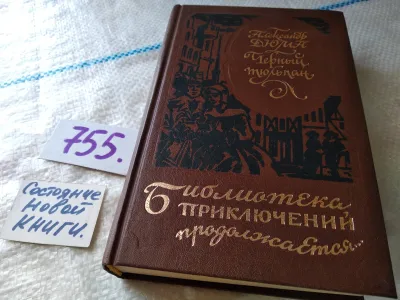 755.
Состояние
новой
книги.
Александр
Дюма
Черный
тюльпан
Библиотека
приключений
продолжается...